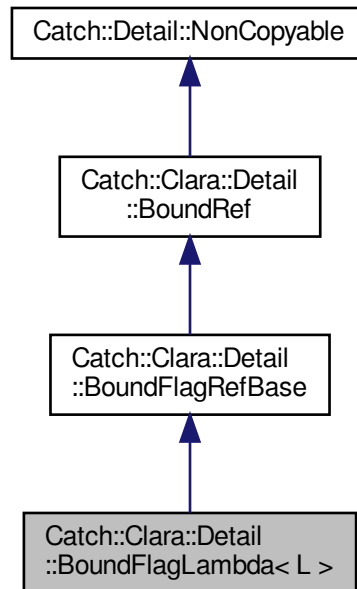 Catch::Detail::NonCopyable
Catch::Clara::Detail
::BoundRef
Catch::Clara::Detail
::BoundFlagRefBase
Catch::Clara::Detail
::BoundFlagLambda< L >